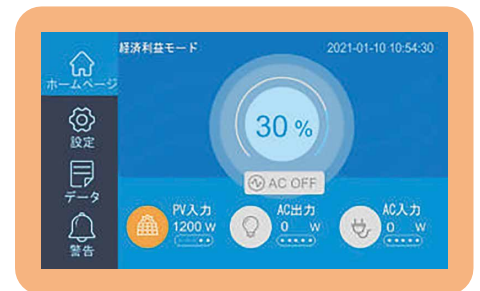 経済利益モード
2021-01-10 10:54:30
ホームページ
設定
データ
警告
30 %
AC OFF
PV入力
1200 W
AC出力
0 W
AC入力
0 W